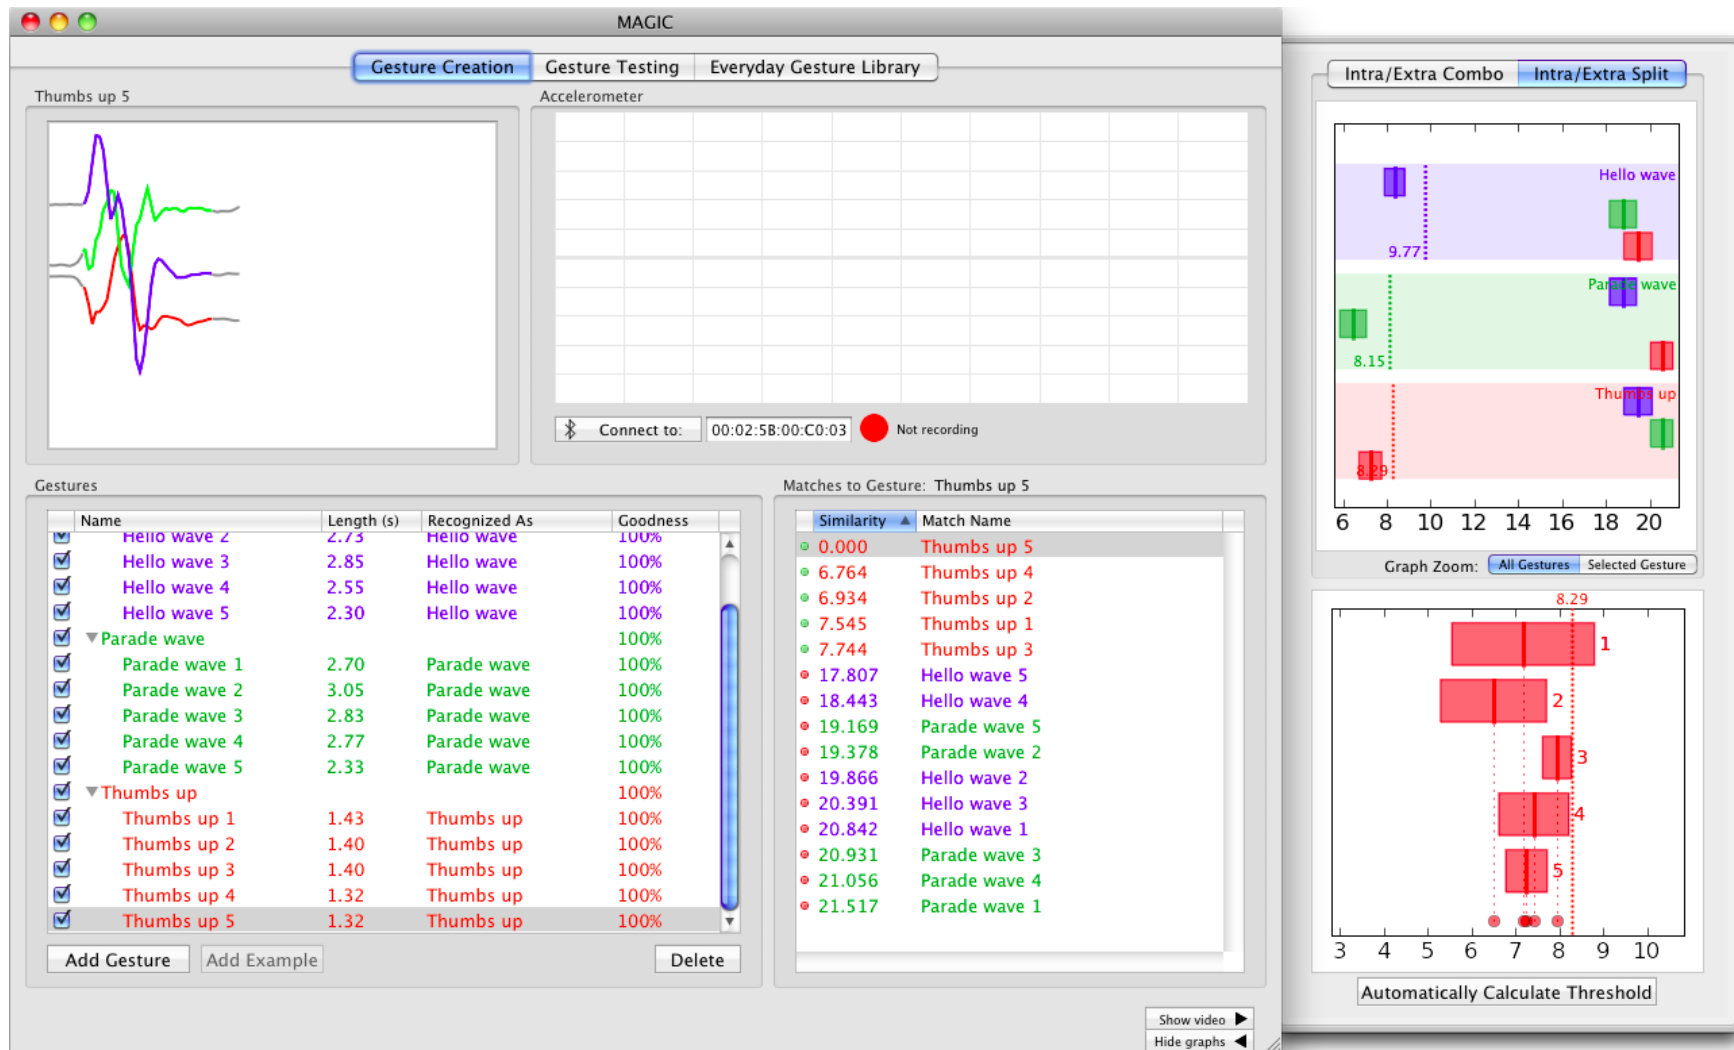 MAGIC
Gesture Creation Gesture Testing Everyday Gesture Library
Thumbs up 5
Accelerometer
Connect to: 00:02:5B:00:C0:03 Not recording
Gestures
Name Length (s) Recognized As Goodness
Hello wave 2 2.73 Hello wave 100%
Hello wave 3 2.85 Hello wave 100%
Hello wave 4 2.55 Hello wave 100%
Hello wave 5 2.30 Hello wave 100%
Parade wave 100%
Parade wave 1 2.70 Parade wave 100%
Parade wave 2 3.05 Parade wave 100%
Parade wave 3 2.83 Parade wave 100%
Parade wave 4 2.77 Parade wave 100%
Parade wave 5 2.33 Parade wave 100%
Thumbs up 100%
Thumbs up 1 1.43 Thumbs up 100%
Thumbs up 2 1.40 Thumbs up 100%
Thumbs up 3 1.40 Thumbs up 100%
Thumbs up 4 1.32 Thumbs up 100%
Thumbs up 5 1.32 Thumbs up 100%
Add Gesture Add Example Delete
Matches to Gesture: Thumbs up 5
Similarity Match Name
0.000 Thumbs up 5
6.764 Thumbs up 4
6.934 Thumbs up 2
7.545 Thumbs up 1
7.744 Thumbs up 3
17.807 Hello wave 5
18.443 Hello wave 4
19.169 Parade wave 5
19.378 Parade wave 2
19.866 Hello wave 2
20.391 Hello wave 3
20.842 Hello wave 1
20.931 Parade wave 3
21.056 Parade wave 4
21.517 Parade wave 1
Show video
Hide graphs
Intra/Extra Combo Intra/Extra Split
Hello wave
9.77
Parade wave
8.15
Thumbs up
8.29
6 8 10 12 14 16 18 20
Graph Zoom: All Gestures Selected Gesture
8.29
1
2
3
4
5
3 4 5 6 7 8 9 10
Automatically Calculate Threshold